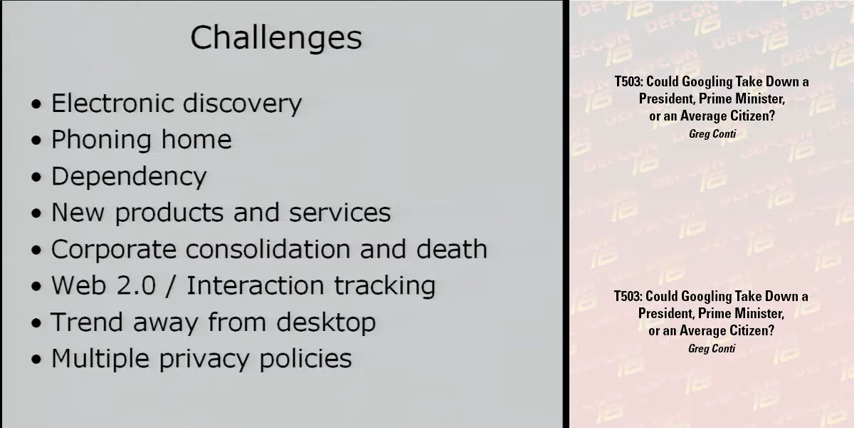 Challenges
• Electronic discovery
• Phoning home
• Dependency
• New products and services
• Corporate consolidation and death
• Web 2.0 / Interaction tracking
• Trend away from desktop
• Multiple privacy policies
T503: Could Googling Take Down a
President, Prime Minister,
or an Average Citizen?
Greg Conti
T503: Could Googling Take Down a
President, Prime Minister,
or an Average Citizen?
Greg Conti
DEFCON
16